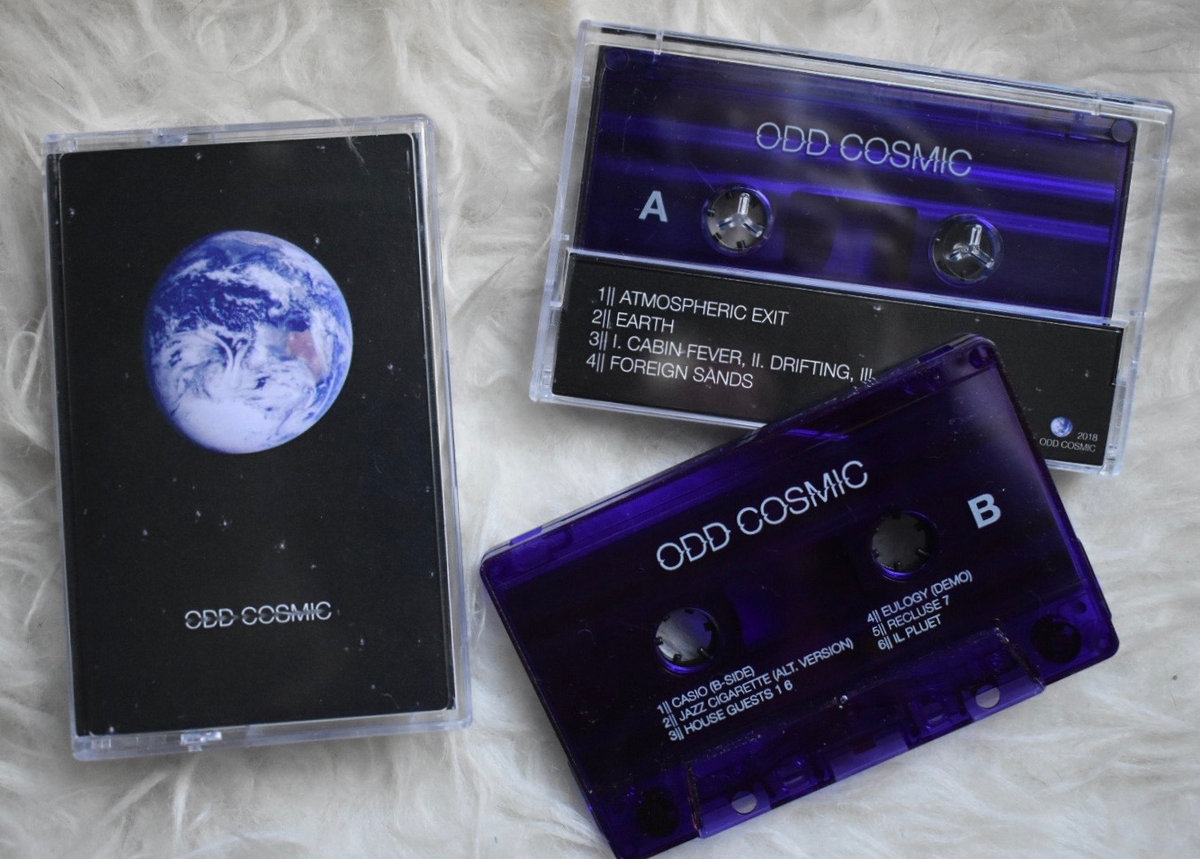 ODD COSMIC
ODD COSMIC
A
1|| ATMOSPHERIC EXIT
2|| EARTH
3|| I. CABIN FEVER, II. DRIFTING, III.
4|| FOREIGN SANDS
2018
ODD COSMIC
ODD COSMIC
B
1|| CASIO (B-SIDE)
2|| JAZZ CIGARETTE (ALT. VERSION)
3|| HOUSE GUESTS 1 6
4|| EULOGY (DEMO)
5|| RECLUSE 7
6|| IL PLUET